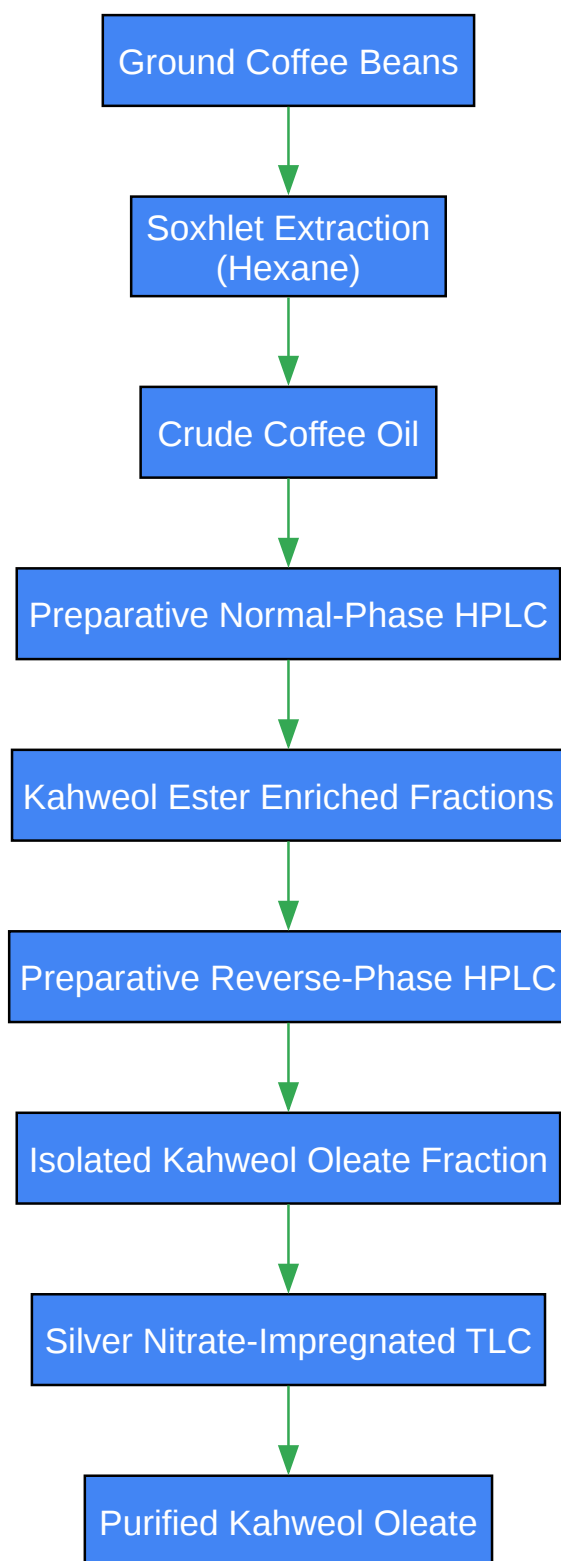 Ground Coffee Beans
Soxhlet Extraction
(Hexane)
Crude Coffee Oil
Preparative Normal-Phase HPLC
Kahweol Ester Enriched Fractions
Preparative Reverse-Phase HPLC
Isolated Kahweol Oleate Fraction
Silver Nitrate-Impregnated TLC
Purified Kahweol Oleate